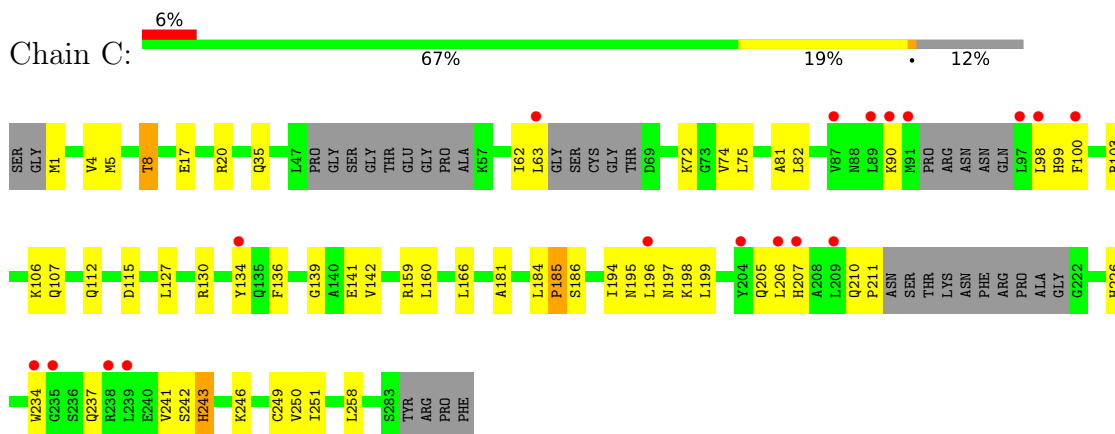 6%
Chain C:
67% 19% • 12%
SER GLY M1 V4 M5 T8 E17 R20 Q35 L47 PRO GLY SER GLY THR GLU GLY PRO ALA K57 I62 L63 GLY SER CYS GLY THR D69 K72 G73 V74 L75 A81 L82 V87 N88 L89 K90 M91 PRO ARG ASN ASN GLN L97 L98 H99 F100 R103
K106 Q107 Q112 D115 L127 R130 Y134 Q135 F136 G139 A140 E141 V142 R159 L160 L166 A181 L184 P185 S186 I194 N195 L196 N197 K198 L199 Y204 Q205 L206 H207 A208 L209 Q210 P211 ASN SER THR LYS ASN PHE ARG PRO ALA GLY G222 H226
W234 G235 S236 Q237 R238 L239 E240 V241 S242 H243 K246 C249 V250 I251 L258 S283 TYR ARG PRO PHE